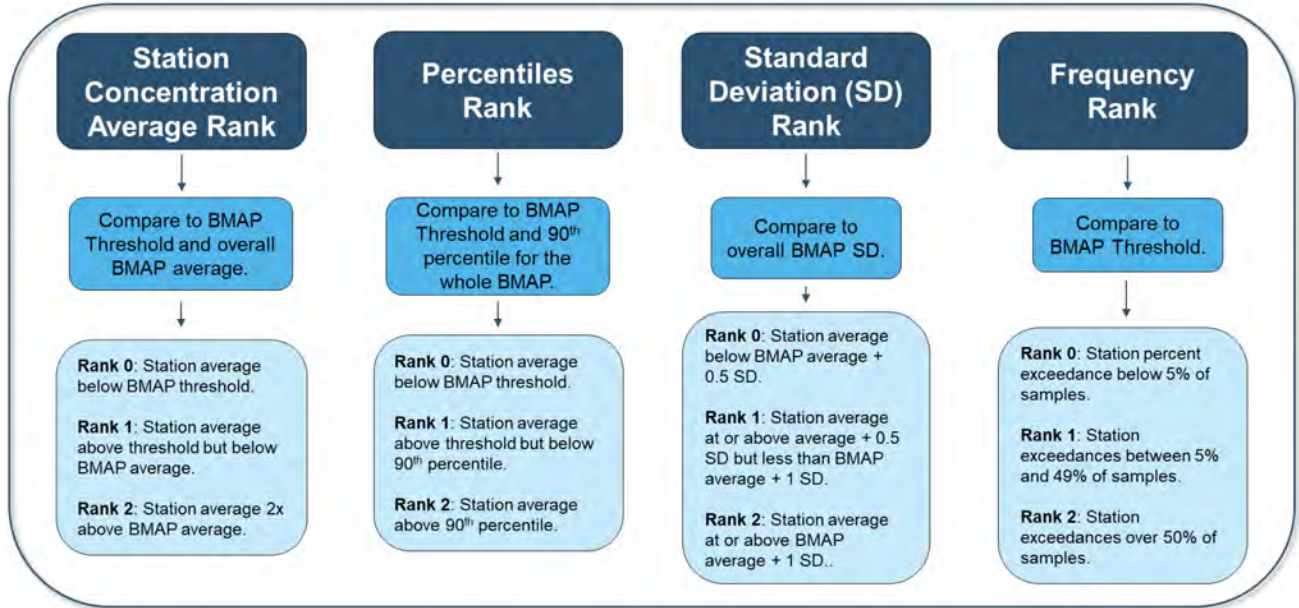 Station
Concentration
Average Rank
Compare to BMAP
Threshold and overall
BMAP average.
Rank 0: Station average
below BMAP threshold.
Rank 1: Station average
above threshold but below
BMAP average.
Rank 2: Station average 2x
above BMAP average.
Percentiles
Rank
Compare to BMAP
Threshold and 90th
percentile for the
whole BMAP.
Rank 0: Station average
below BMAP threshold.
Rank 1: Station average
above threshold but below
90th percentile.
Rank 2: Station average
above 90th percentile.
Standard
Deviation (SD)
Rank
Compare to
overall BMAP SD.
Rank 0: Station average
below BMAP average +
0.5 SD.
Rank 1: Station average
at or above average + 0.5
SD but less than BMAP
average + 1 SD.
Rank 2: Station average
at or above BMAP
average + 1 SD..
Frequency
Rank
Compare to
BMAP Threshold.
Rank 0: Station percent
exceedance below 5% of
samples.
Rank 1: Station
exceedances between 5%
and 49% of samples.
Rank 2: Station
exceedances over 50% of
samples.